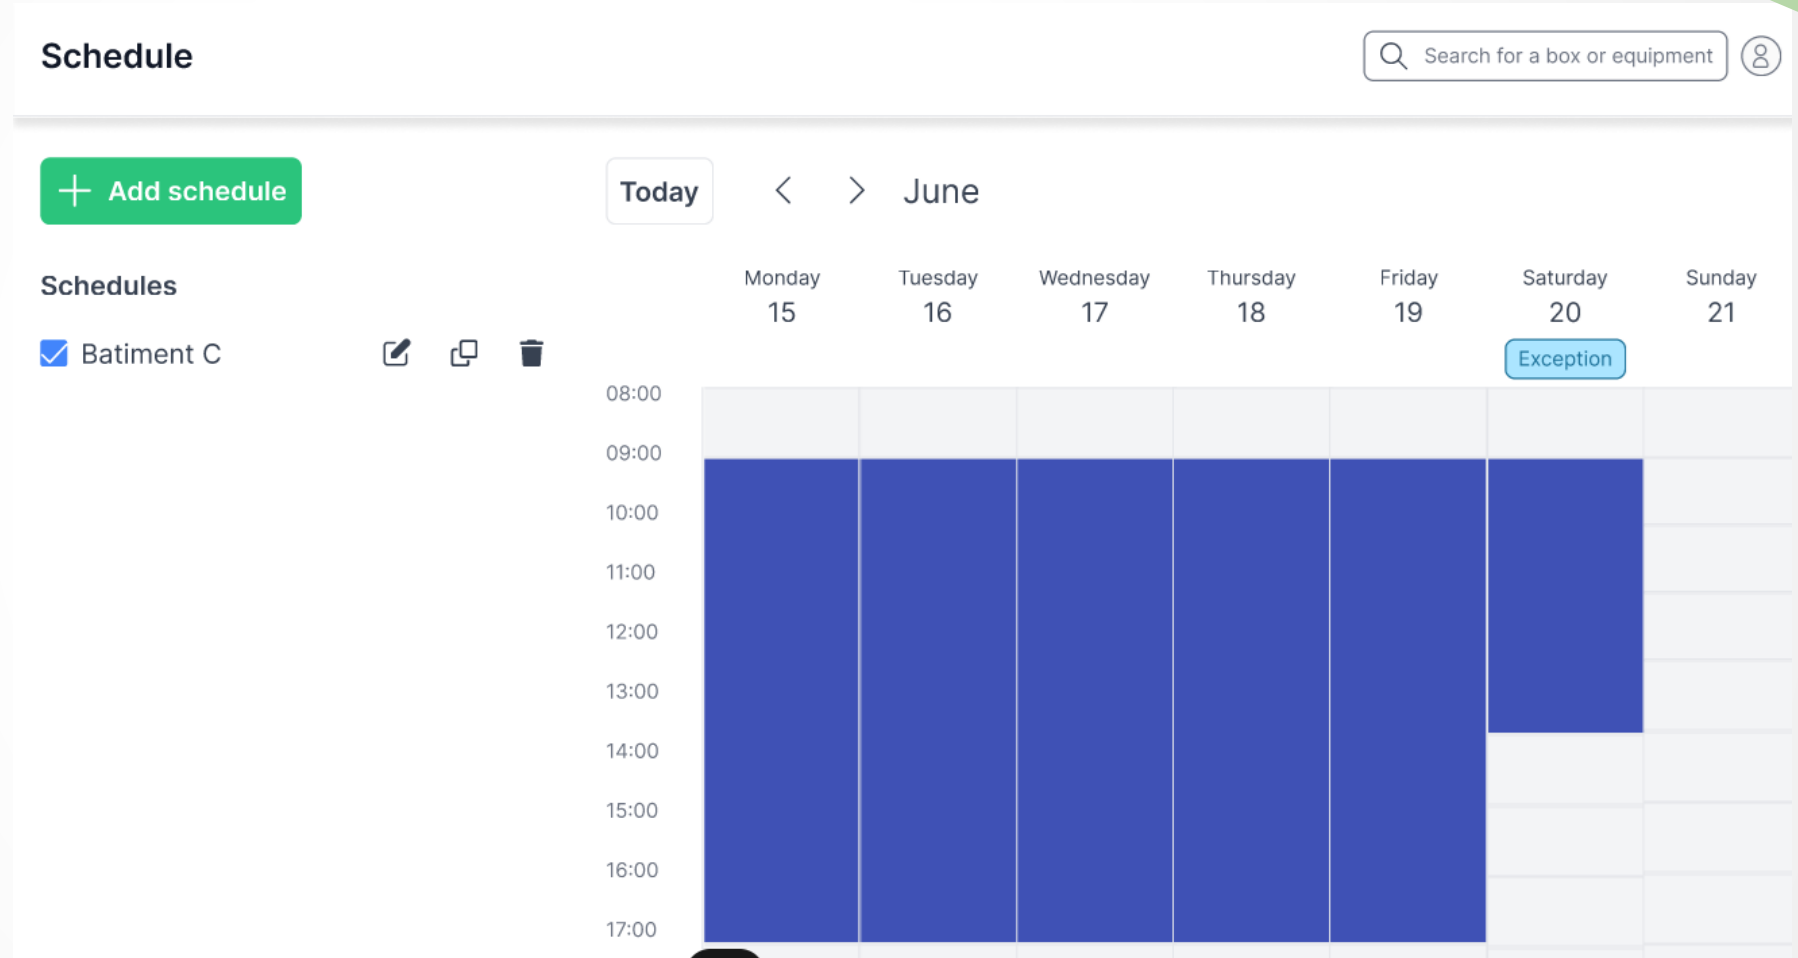 Schedule
Search for a box or equipment
Add schedule
Today
June
Schedules
Batiment C
Monday Tuesday Wednesday Thursday Friday Saturday Sunday
15 16 17 18 19 20 21
Exception
08:00
09:00
10:00
11:00
12:00
13:00
14:00
15:00
16:00
17:00